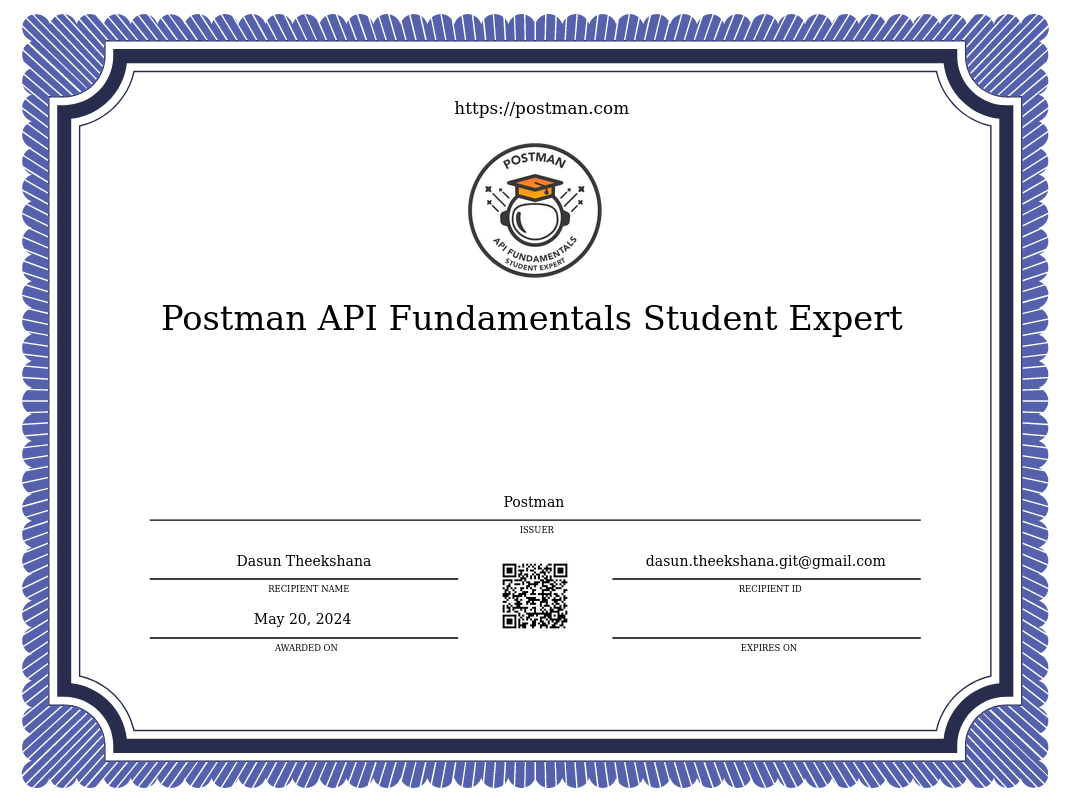 https://postman.com
POSTMAN
API FUNDAMENTALS
STUDENT EXPERT
Postman API Fundamentals Student Expert
Postman
ISSUER
Dasun Theekshana
RECIPIENT NAME
dasun.theekshana.git@gmail.com
RECIPIENT ID
May 20, 2024
AWARDED ON
EXPIRES ON